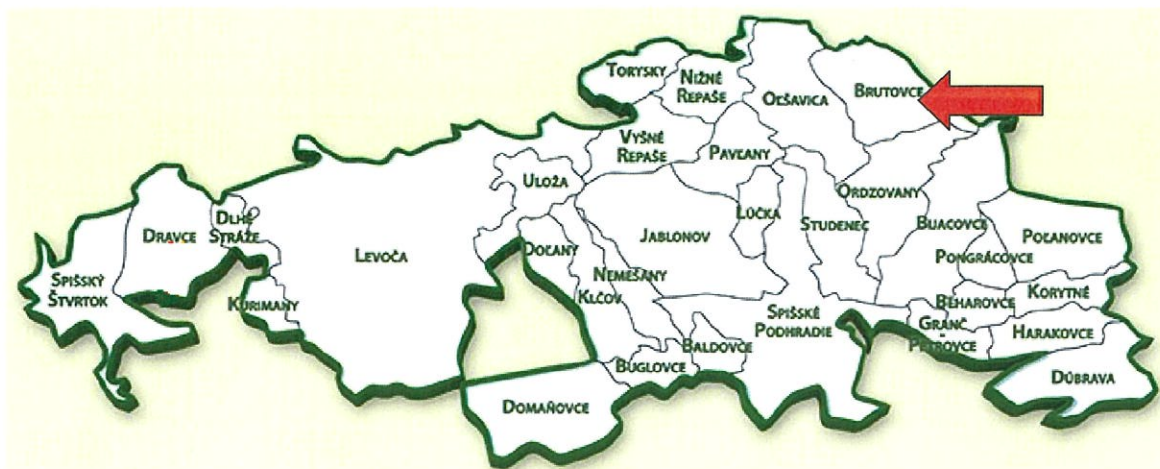 TORYSKY
NIŽNÉ
REPAŠE
OĽŠAVICA
BRUTOVCE
VYŠNÉ
REPAŠE
PAVĽANY
ULOŽA
ORDZOVANY
DLHÉ
STRÁŽE
DRAVCE
LÚČKA
STUDENEC
BUACOVCE
POĽANOVCE
LEVOČA
DOĽANY
JABLONOV
PONGRÁCOVCE
SPIŠSKÝ
ŠTVRTOK
NEMEŠANY
KURIMANY
KLČOV
BEHAROVCE
KORYTNÉ
SPIŠSKÉ
PODHRADIE
GRANČ
PETROVCE
HARAKOVCE
BALDOVCE
BUGLOVCE
DÚBRAVA
DOMAŇOVCE